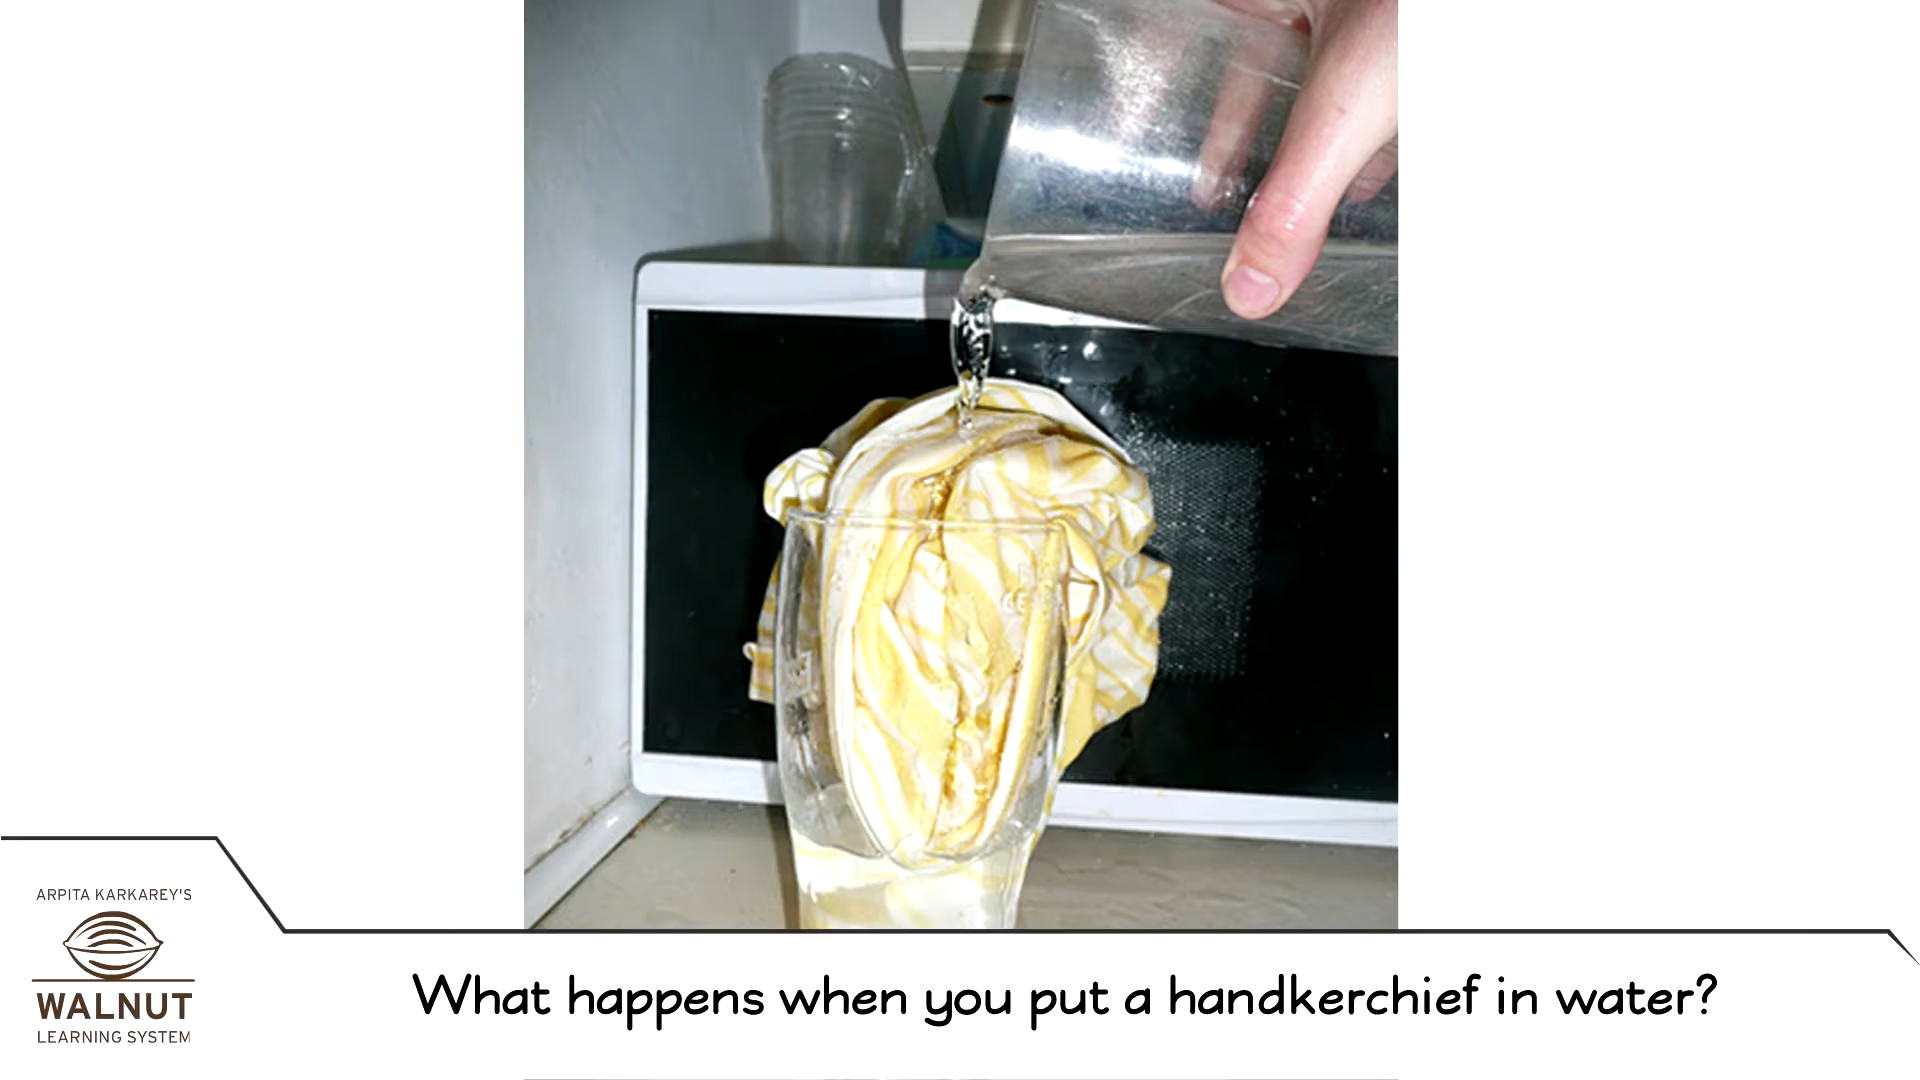 ARPITA KARKAREY'S
WALNUT
LEARNING SYSTEM
What happens when you put a handkerchief in water?